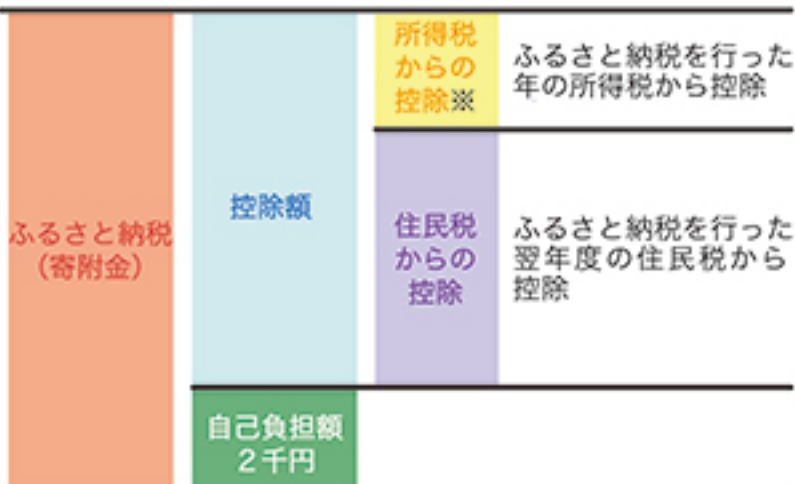 ふるさと納税
(寄附金)
控除額
自己負担額
2千円
所得税
からの
控除※
ふるさと納税を行った
年の所得税から控除
住民税
からの
控除
ふるさと納税を行った
翌年度の住民税から
控除